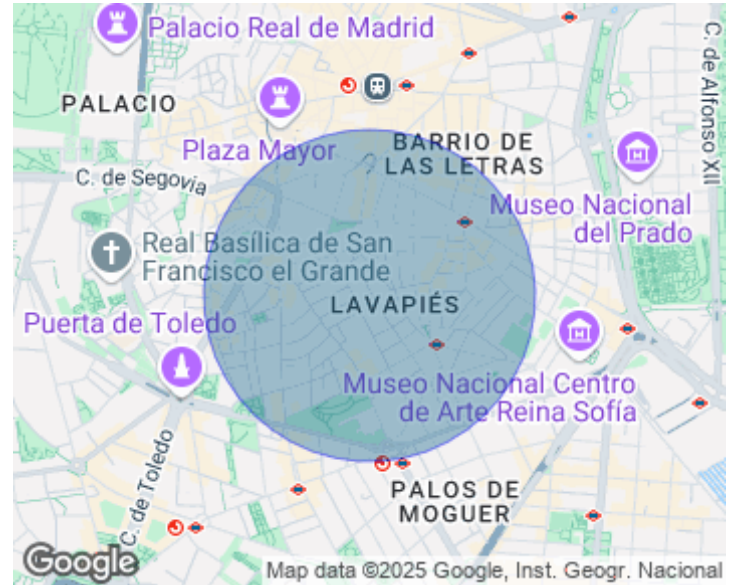 Palacio Real de Madrid
PALACIO
Plaza Mayor
BARRIO DE
LAS LETRAS
C. de Alfonso XII
C. de Segovia
Museo Nacional
del Prado
Real Basílica de San
Francisco el Grande
LAVAPIÉS
Puerta de Toledo
Museo Nacional Centro
de Arte Reina Sofía
C. de Toledo
PALOS DE
MOGUER
Google
Map data ©2025 Google, Inst. Geogr. Nacional